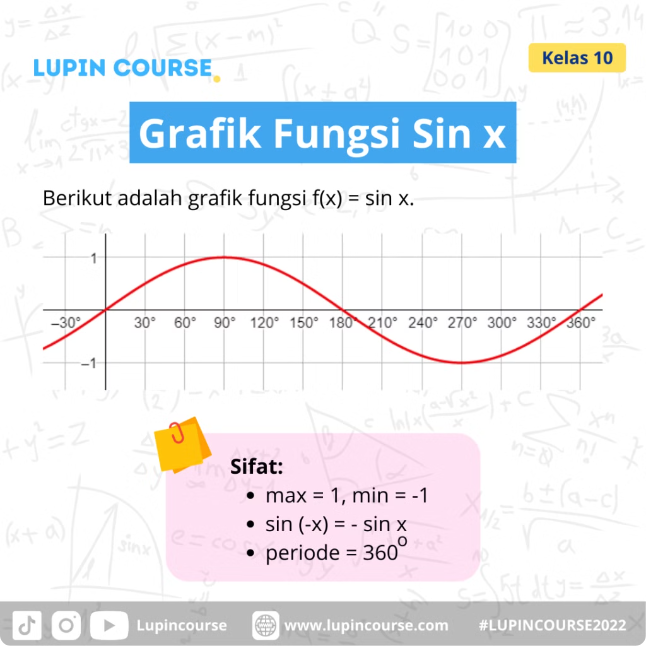 LUPIN COURSE.
Kelas 10
Grafik Fungsi Sin x
Berikut adalah grafik fungsi f(x) = sin x.
1
−30° 30° 60° 90° 120° 150° 180° 210° 240° 270° 300° 330° 360°
−1
Sifat:
• max = 1, min = -1
• sin (-x) = - sin x
• periode = 360°
Lupincourse www.lupincourse.com #LUPINCOURSE2022